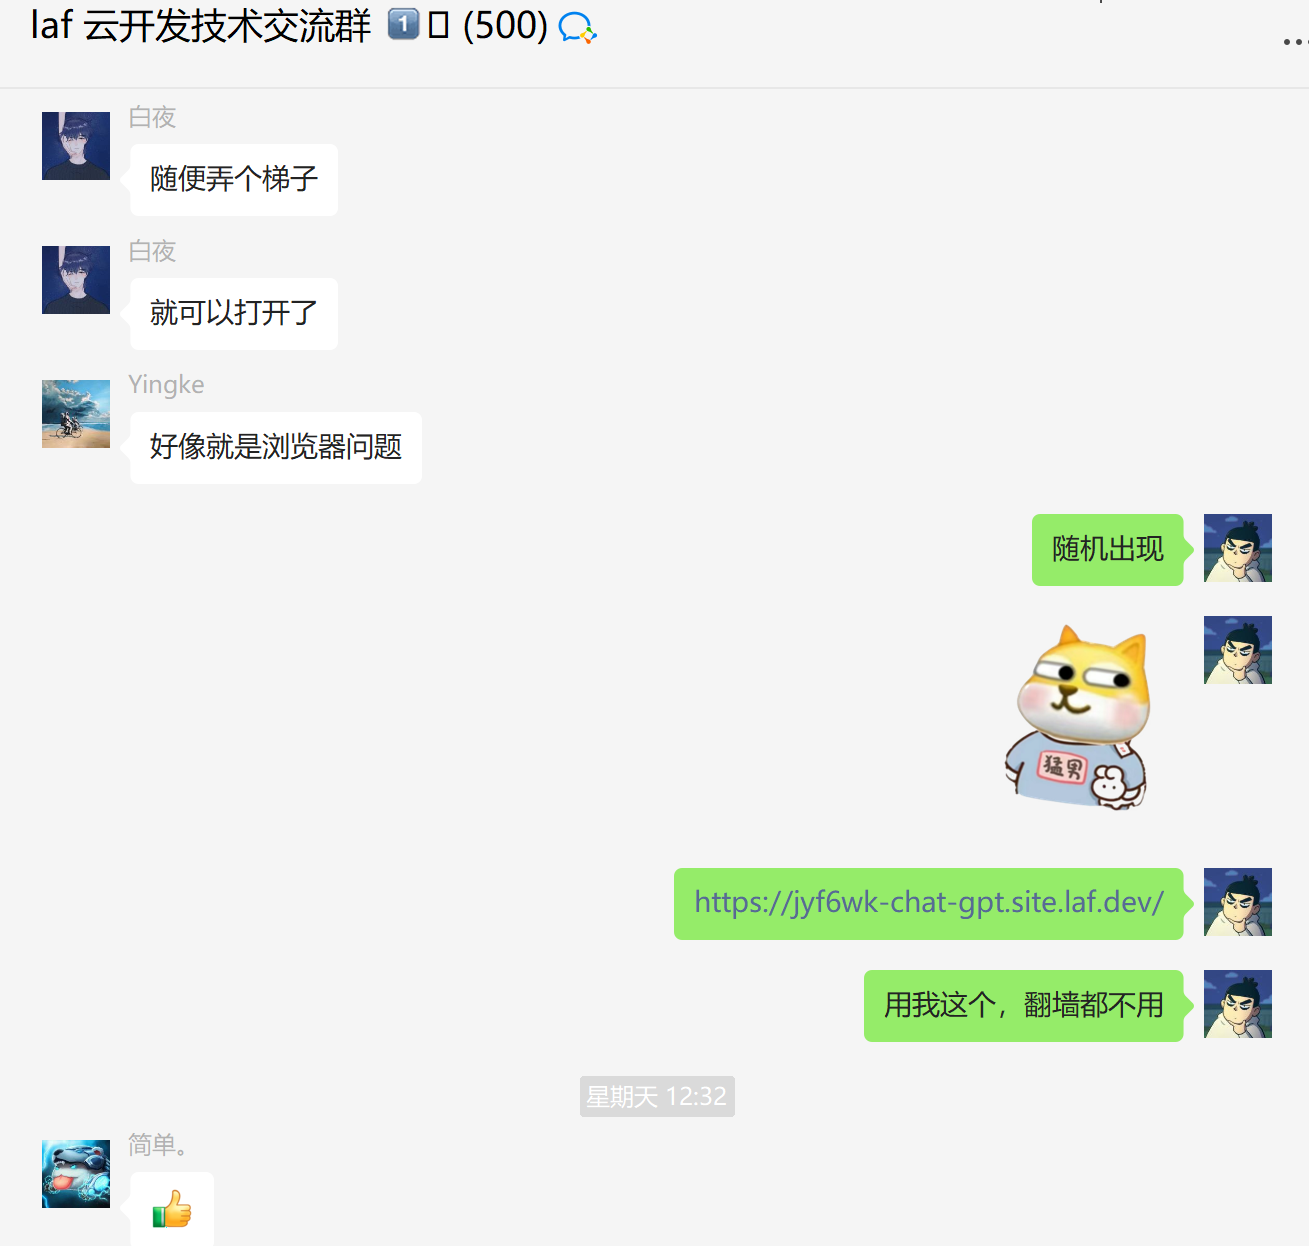 laf 云开发技术交流群 1️⃣ (500)
白夜
随便弄个梯子
白夜
就可以打开了
Yingke
好像就是浏览器问题
随机出现
猛男
https://jyf6wk-chat-gpt.site.laf.dev/
用我这个，翻墙都不用
星期天 12:32
简单。
👍